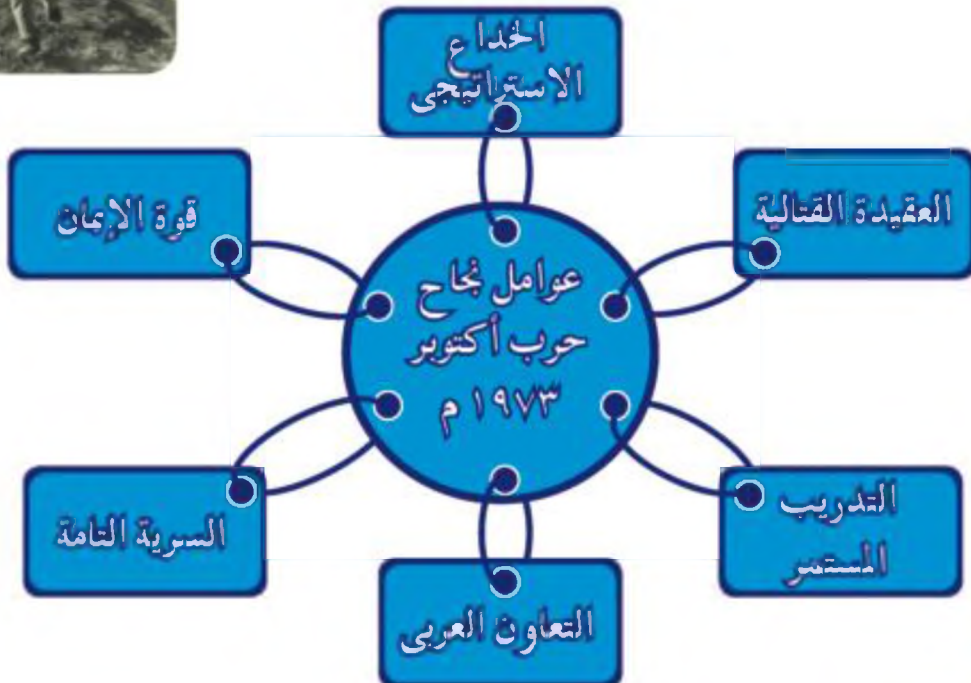 الخداع
الاستراتيجى
العقيدة القتالية
قوة الإيمان
عوامل نجاح
حرب أكتوبر
١٩٧٣ م
التدريب
المستمر
السرية التامة
التعاون العربى